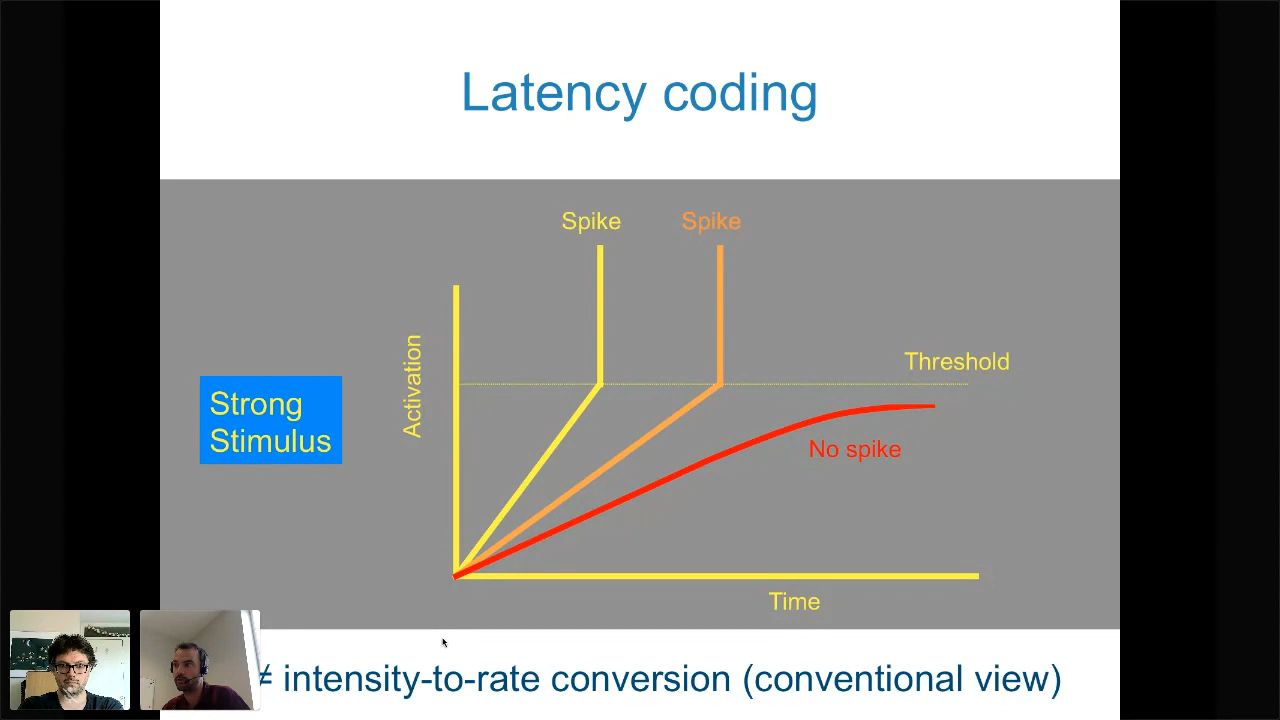 Latency coding
Spike
Spike
Activation
Threshold
Strong
Stimulus
No spike
Time
≠ intensity-to-rate conversion (conventional view)